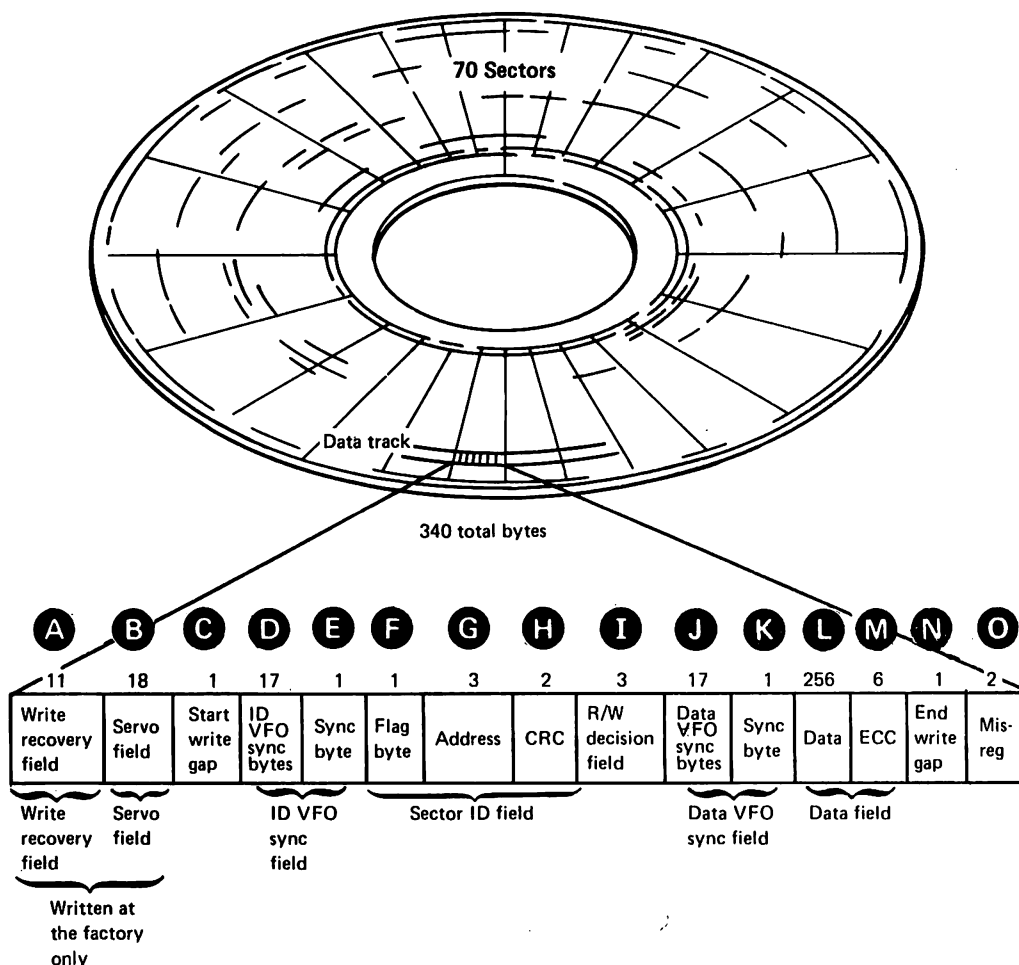 70 Sectors
Data track
340 total bytes
A B C D E F G H I J K L M N O
11 18 1 17 1 1 3 2 3 17 1 256 6 1 2
Write
recovery
field
Servo
field
Start
write
gap
ID
VFO
sync
bytes
Sync
byte
Flag
byte
Address
CRC
R/W
decision
field
Data
VFO
sync
bytes
Sync
byte
Data
ECC
End
write
gap
Mis-
reg
Write
recovery
field
Servo
field
ID VFO
sync
field
Sector ID field
Data VFO
sync field
Data field
Written at
the factory
only